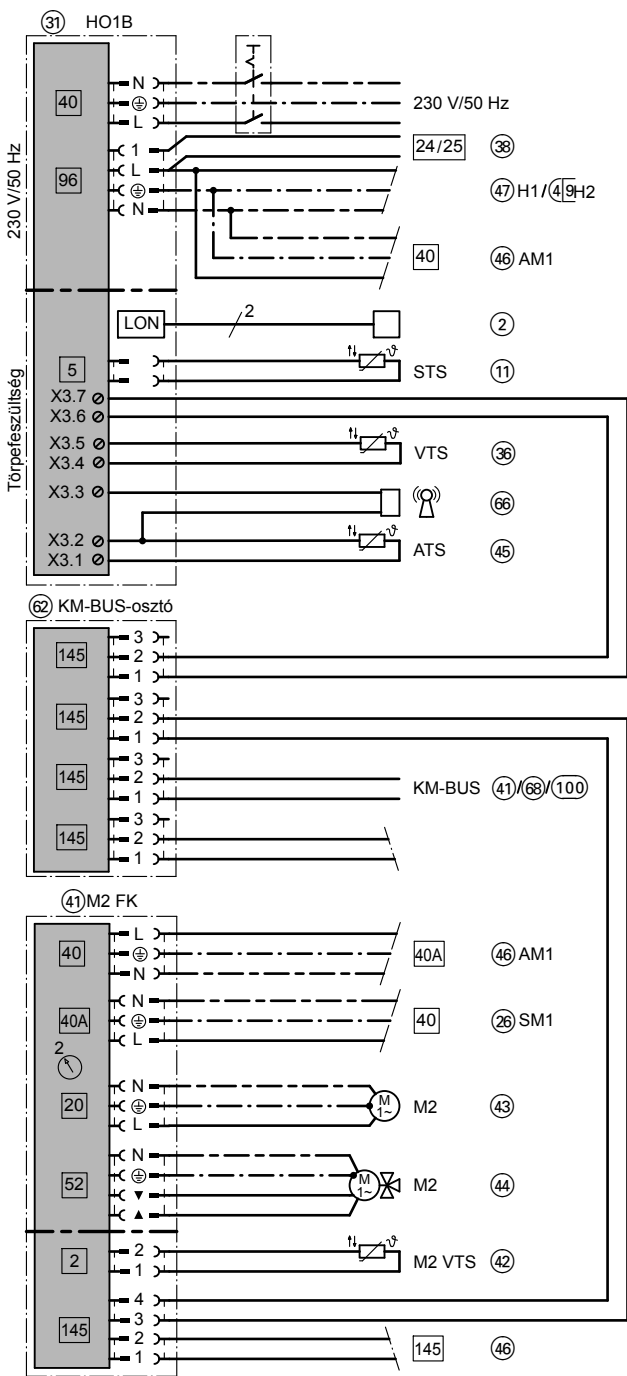 31 HO1B
230 V/50 Hz
Törpefeszültség
40
N
L
230 V/50 Hz
96
1
L
N
24/25 38
47 H1/49 H2
40 46 AM1
LON 2 2
5 STS 11
X3.7
X3.6
X3.5
X3.4
ϑ VTS 36
X3.3 66
X3.2
X3.1
ϑ ATS 45
62 KM-BUS-osztó
145
3
2
1
145
3
2
1
145
3
2
1
KM-BUS 41/68/100
145
3
2
1
41 M2 FK
40
L
N
40A 46 AM1
40A
N
L
40 26 SM1
2
20
N
L
M
1~
M2 43
52
N
▼
▲
M
1~
M2 44
2
2
1
ϑ M2 VTS 42
145
4
3
2
1
145 46